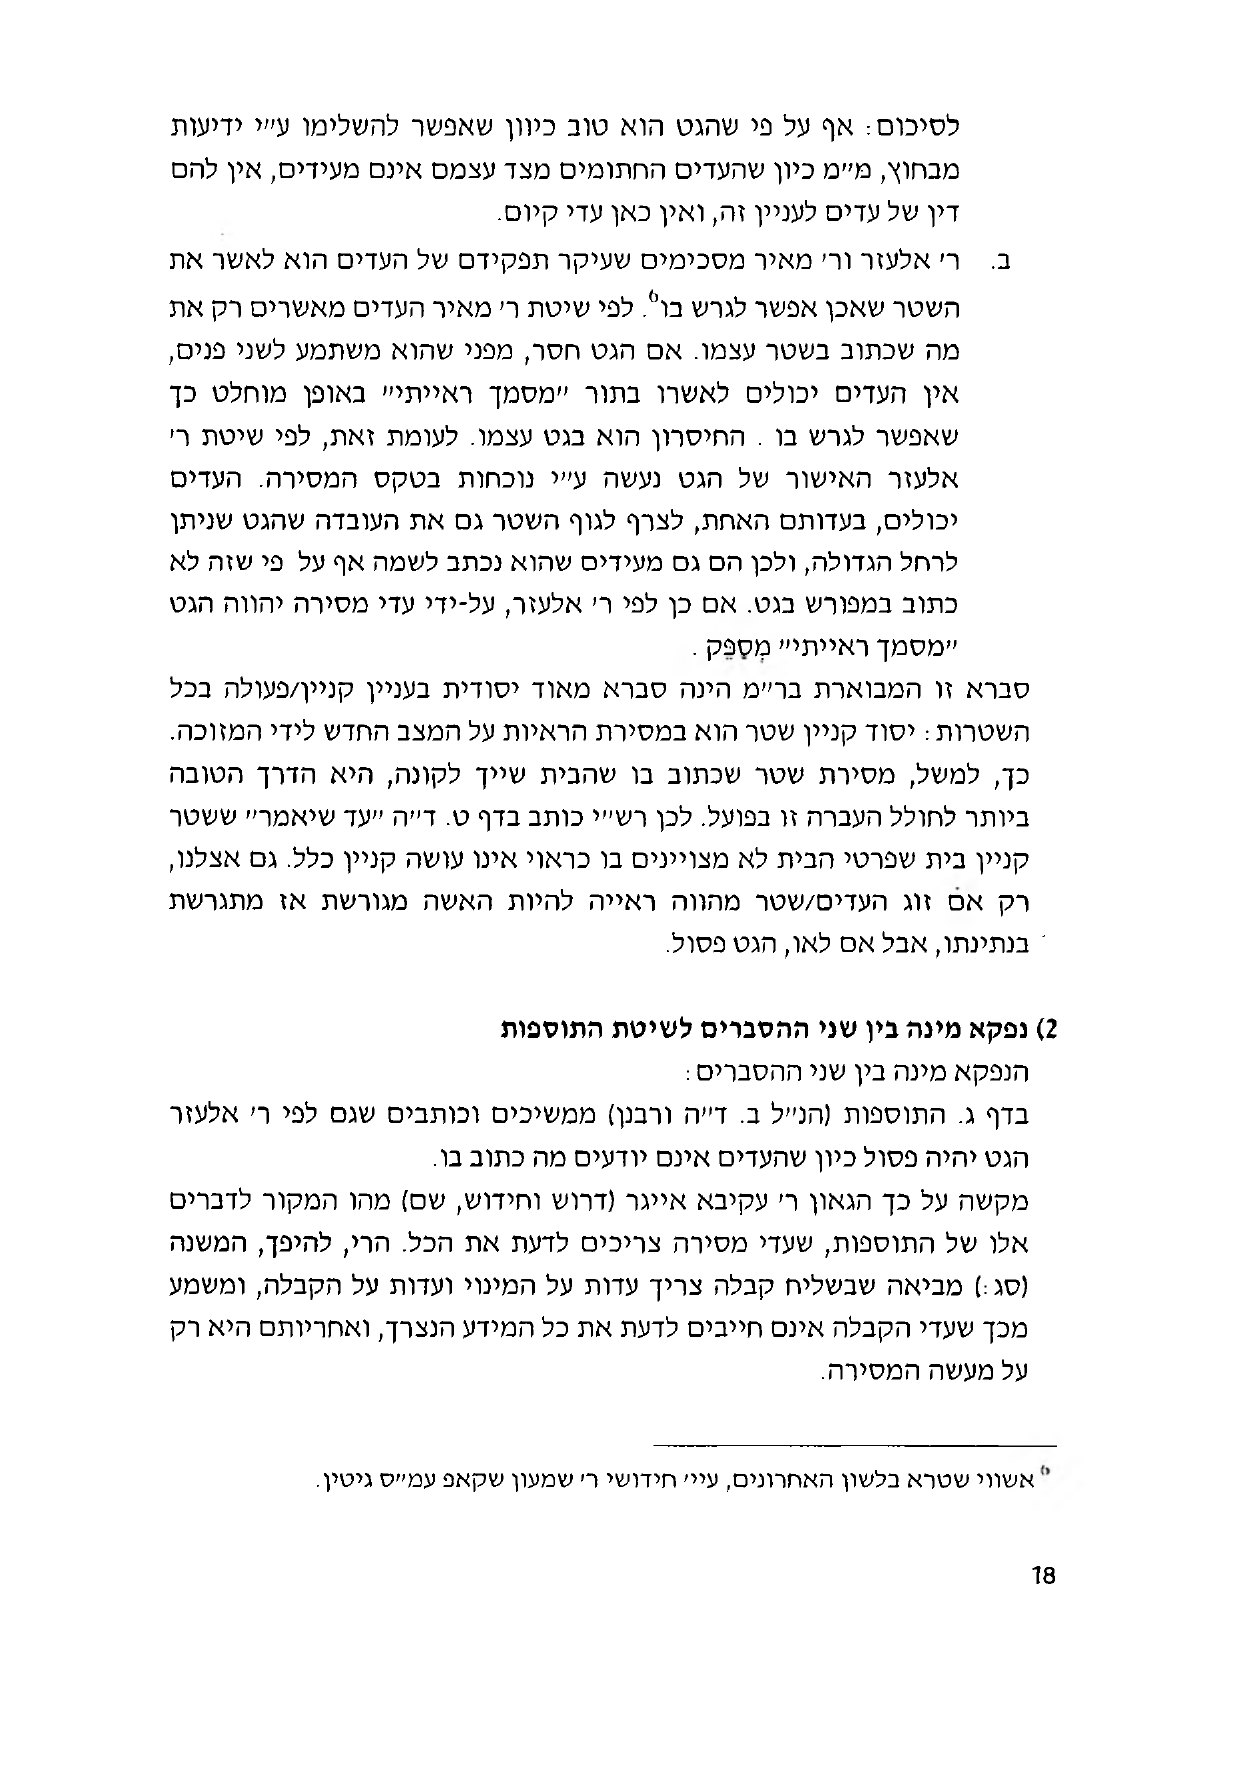 לסיכום: אף על פי שהגט הוא טוב כיוון שאפשר להשלימו ע״י ידיעות
מבחוץ, מ״מ כיון שהעדים החתומים מצד עצמם אינם מעידים, אין להם
דין של עדים לעניין זה, ואין כאן עדי קיום.
ב. ר׳ אלעזר ור׳ מאיר מסכימים שעיקר תפקידם של העדים הוא לאשר את
השטר שאכן אפשר לגרש בו6. לפי שיטת ר׳ מאיר העדים מאשרים רק את
מה שכתוב בשטר עצמו. אם הגט חסר, מפני שהוא משתמע לשני פנים,
אין העדים יכולים לאשרו בתור ״מסמך ראייתי״ באופן מוחלט כך
שאפשר לגרש בו . החיסרון הוא בגט עצמו. לעומת זאת, לפי שיטת ר׳
אלעזר האישור של הגט נעשה ע״י נוכחות בטקס המסירה. העדים
יכולים, בעדותם האחת, לצרף לגוף השטר גם את העובדה שהגט שניתן
לרחל הגדולה, ולכן הם גם מעידים שהוא נכתב לשמה אף על פי שזה לא
כתוב במפורש בגט. אם כן לפי ר׳ אלעזר, על-ידי עדי מסירה יהווה הגט
״מסמך ראייתי״ מְסַפֵּק .
סברא זו המבוארת בר״מ הינה סברא מאוד יסודית בעניין קניין/פעולה בכל
השטרות: יסוד קניין שטר הוא במסירת הראיות על המצב החדש לידי המזוכה.
כך, למשל, מסירת שטר שכתוב בו שהבית שייך לקונה, היא הדרך הטובה
ביותר לחולל העברה זו בפועל. לכן רש״י כותב בדף ט. ד״ה ״עד שיאמר״ ששטר
קניין בית שפרטי הבית לא מצויינים בו כראוי אינו עושה קניין כלל. גם אצלנו,
רק אם זוג העדים/שטר מהווה ראייה להיות האשה מגורשת אז מתגרשת
בנתינתו, אבל אם לאו, הגט פסול.
2) נפקא מינה בין שני ההסברים לשיטת התוספות
הנפקא מינה בין שני ההסברים:
בדף ג. התוספות (הנ״ל ב. ד״ה ורבנן) ממשיכים וכותבים שגם לפי ר׳ אלעזר
הגט יהיה פסול כיון שהעדים אינם יודעים מה כתוב בו.
מקשה על כך הגאון ר׳ עקיבא אייגר (דרוש וחידוש, שם) מהו המקור לדברים
אלו של התוספות, שעדי מסירה צריכים לדעת את הכל. הרי, להיפך, המשנה
(סג:) מביאה שבשליח קבלה צריך עדות על המינוי ועדות על הקבלה, ומשמע
מכך שעדי הקבלה אינם חייבים לדעת את כל המידע הנצרך, ואחריותם היא רק
על מעשה המסירה.
6 אשווי שטרא בלשון האחרונים, עיי׳ חידושי ר׳ שמעון שקאפ עמ״ס גיטין.
18